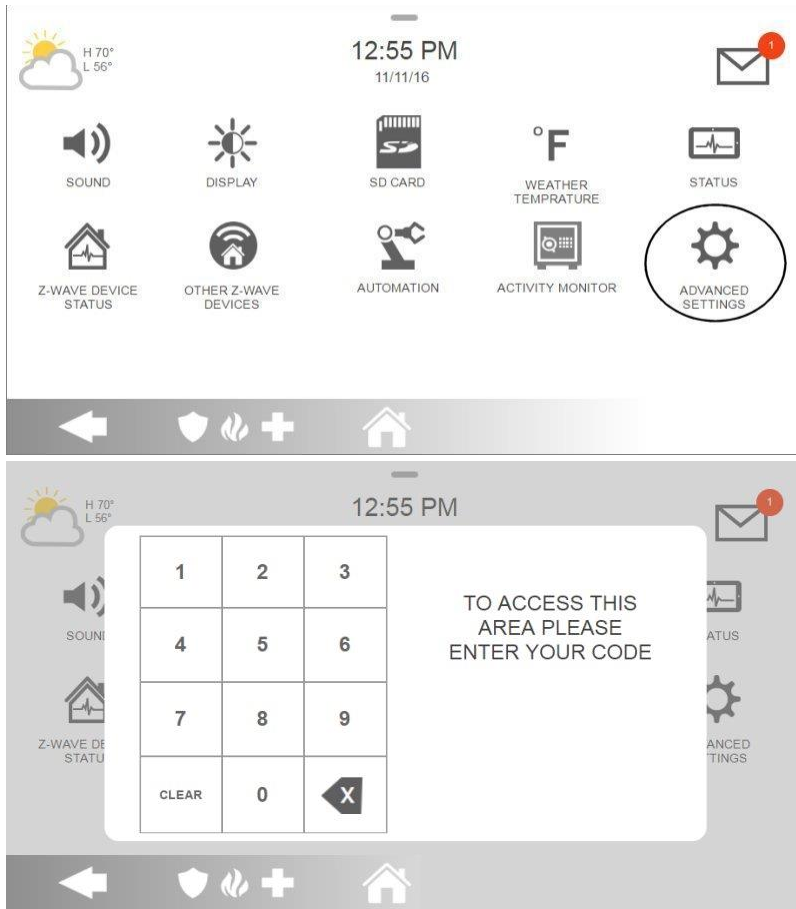 H 70°
L 56°
12:55 PM
11/11/16
1
SOUND
DISPLAY
SD
SD CARD
°F
WEATHER
TEMPRATURE
STATUS
Z-WAVE DEVICE
STATUS
OTHER Z-WAVE
DEVICES
AUTOMATION
ACTIVITY MONITOR
ADVANCED
SETTINGS
H 70°
L 56°
12:55 PM
1
SOUN
ATUS
Z-WAVE DE
STATU
ANCED
TINGS
1 2 3
4 5 6
7 8 9
CLEAR 0 X
TO ACCESS THIS
AREA PLEASE
ENTER YOUR CODE